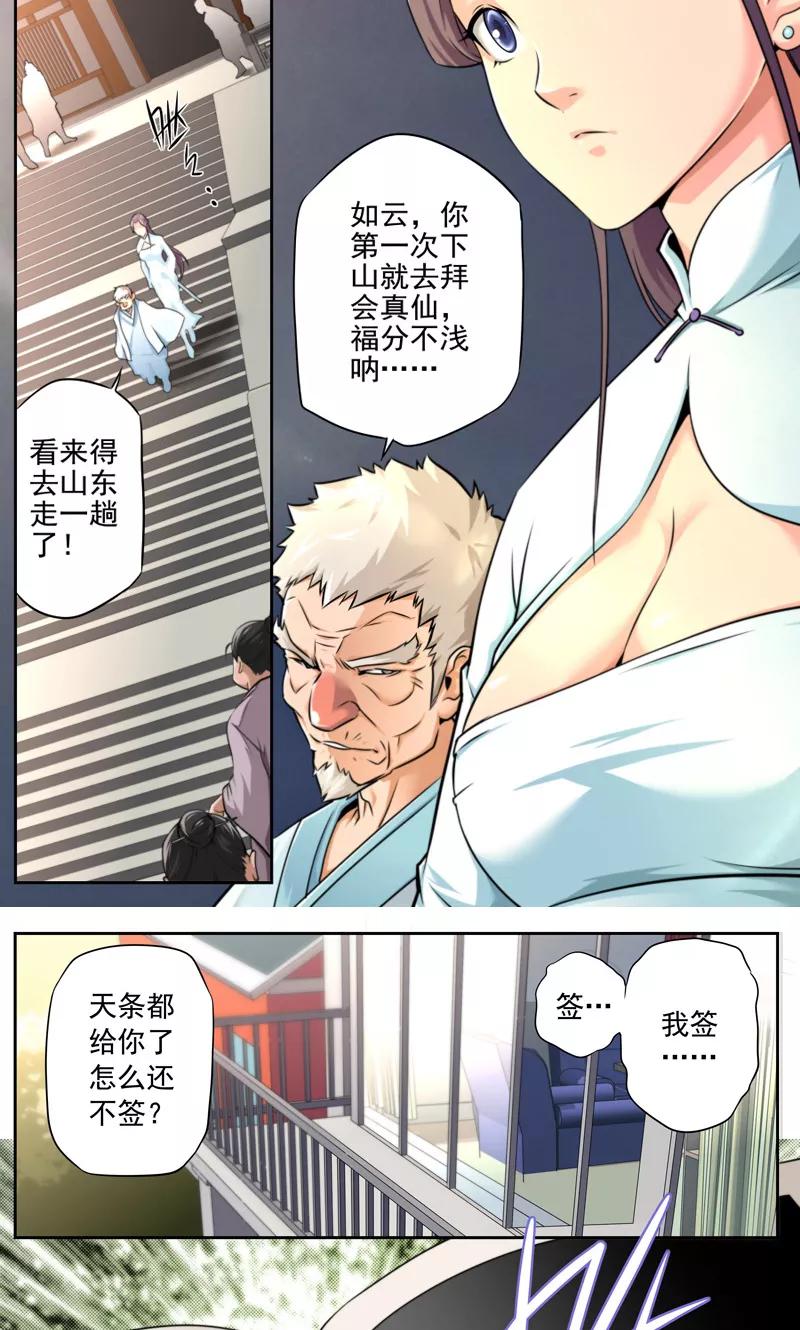 看来得
去山东
走一趟
了！
如云，你
第一次下
山就去拜
会真仙，
福分不浅
呐……
天条都
给你了
怎么还
不签？
签…
我签
……